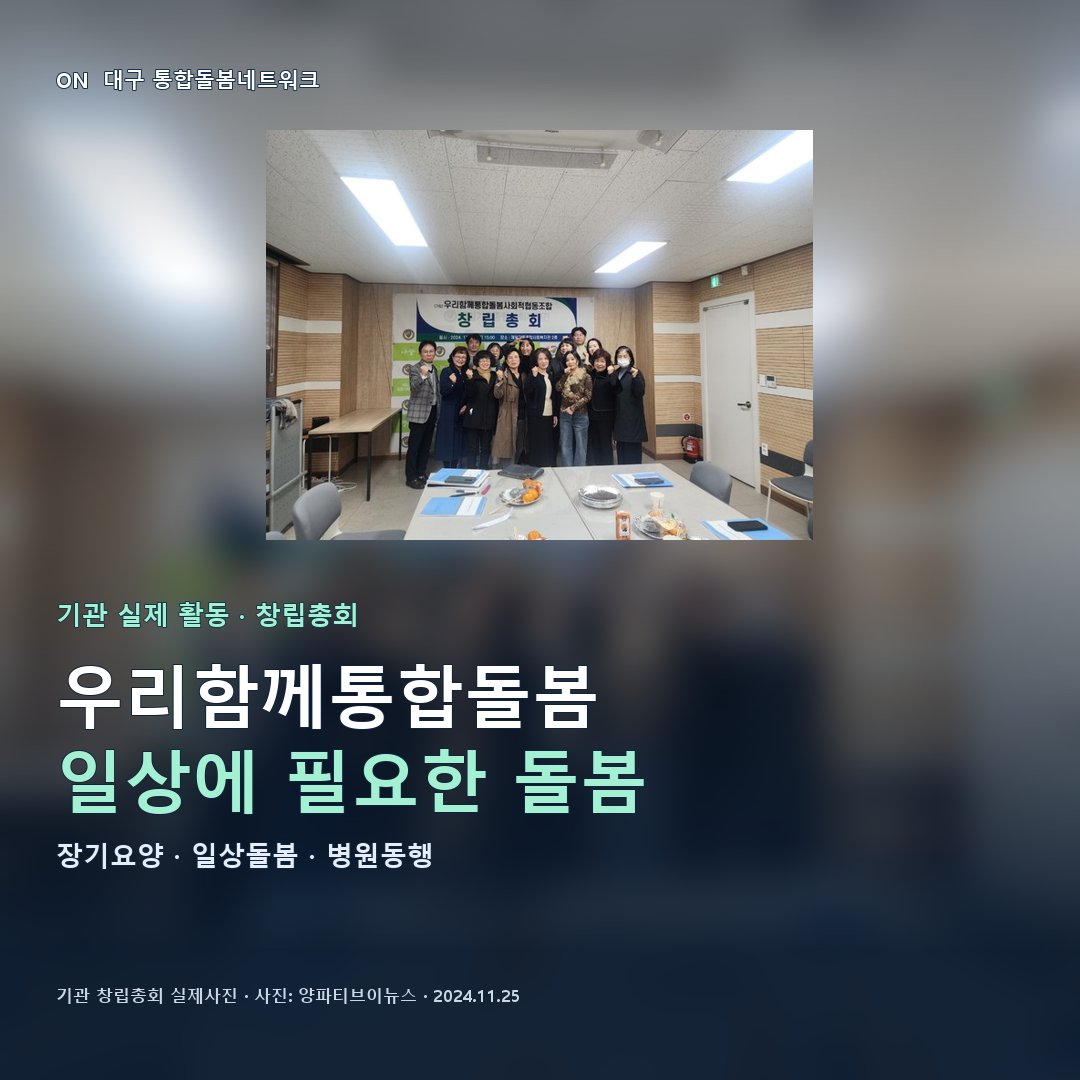 ON 대구 통합돌봄네트워크
우리함께통합돌봄사회적협동조합
창립총회
기관 실제 활동 · 창립총회
우리함께통합돌봄
일상에 필요한 돌봄
장기요양 · 일상돌봄 · 병원동행
기관 창립총회 실제사진 · 사진: 양파티브이뉴스 · 2024.11.25